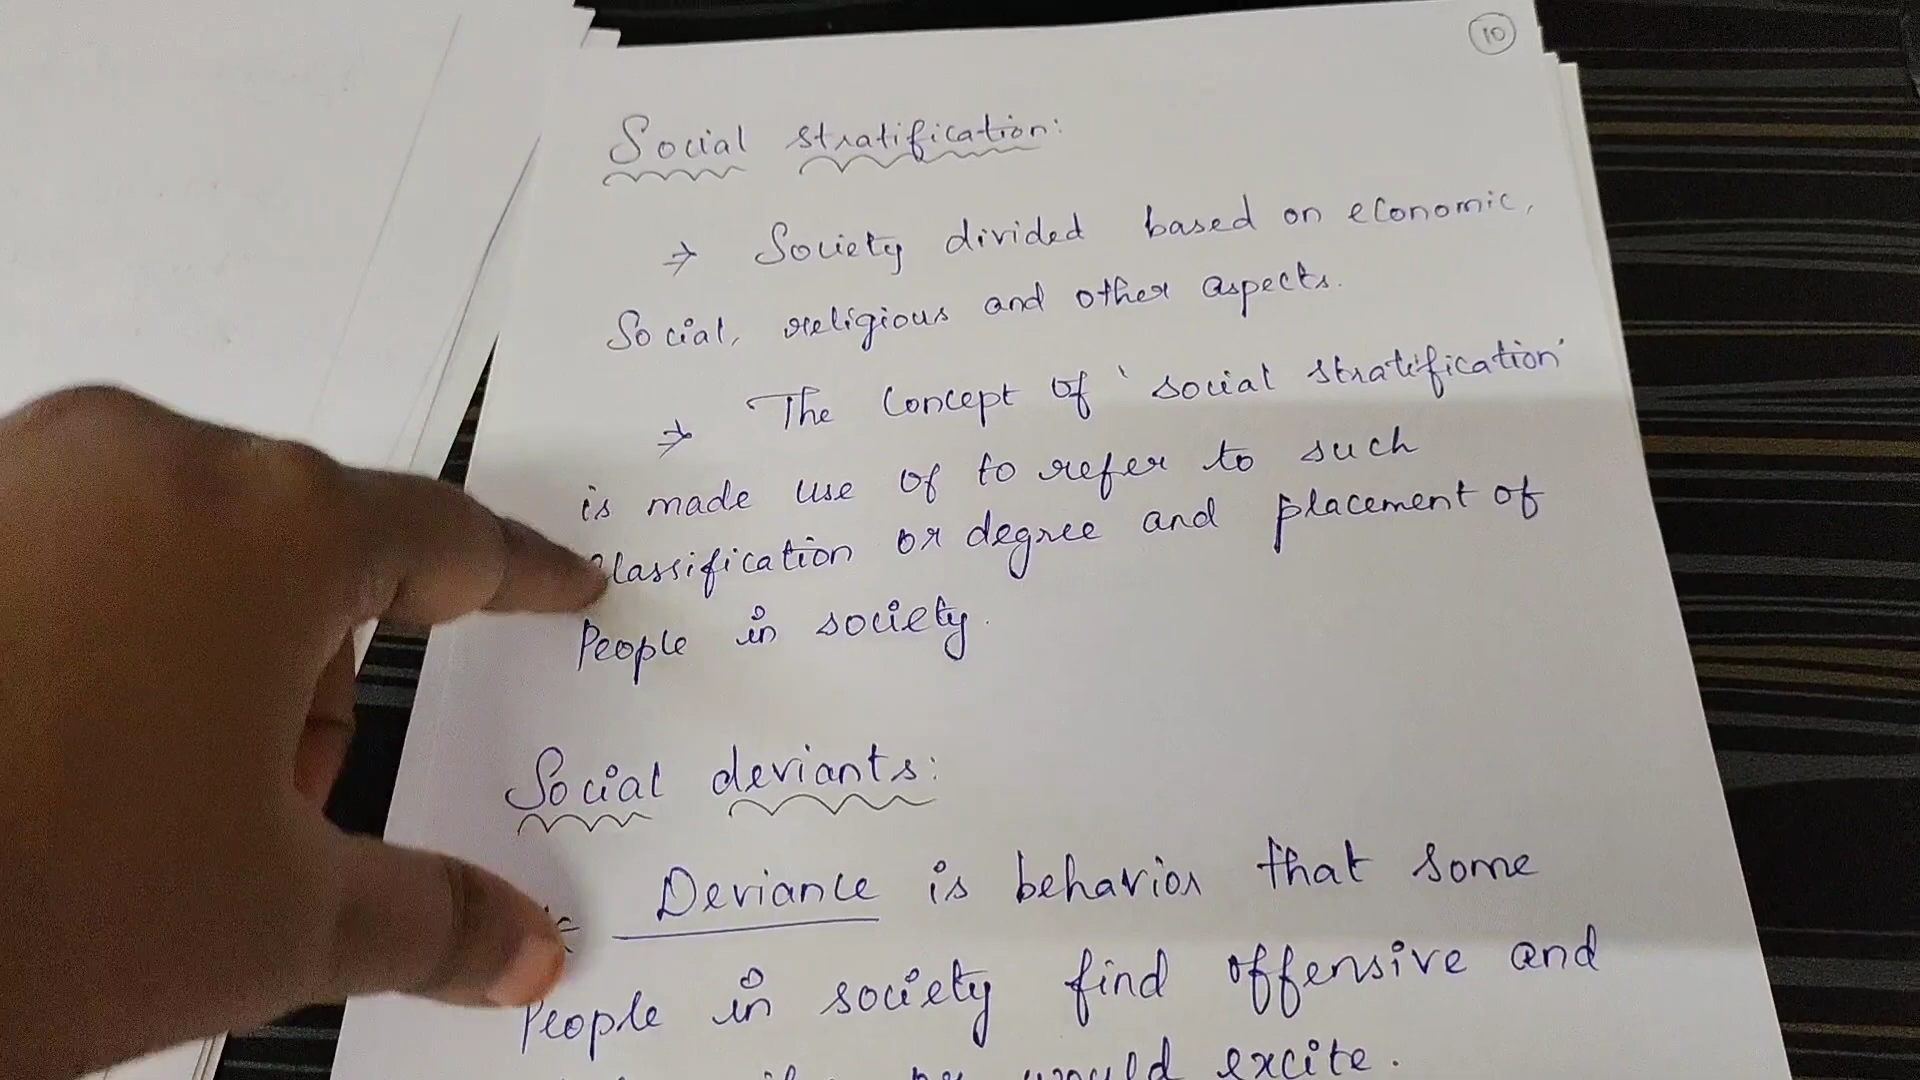 10
Social stratification:
⇒ Society divided based on economic,
Social, religious and other aspects.
⇒ The Concept of 'social stratification'
is made use of to refer to such
Classification or degree and placement of
People in society.
Social deviants:
Deviance is behavior that some
People in society find offensive and
would excite.